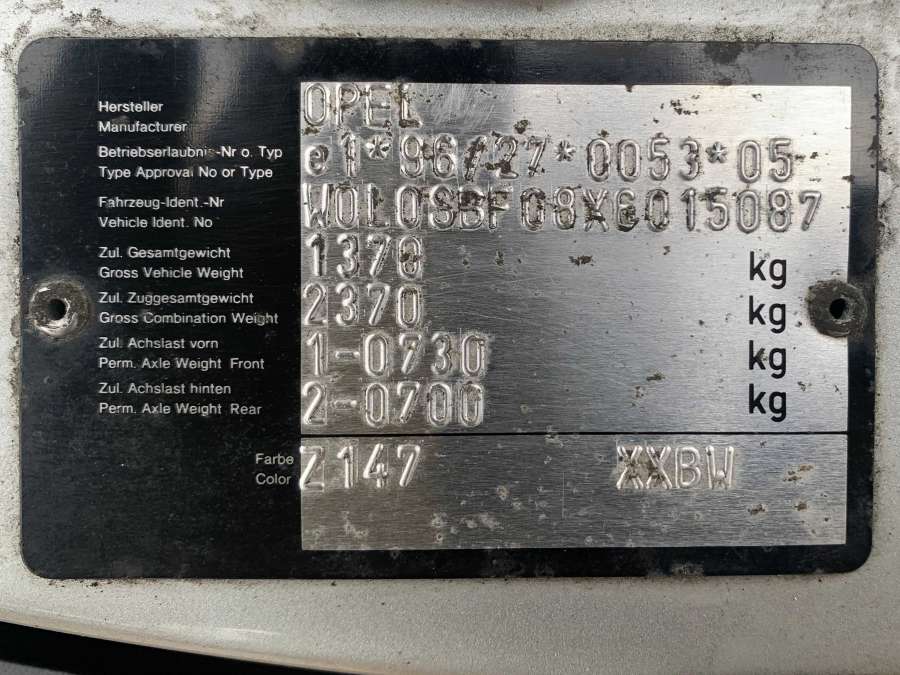 Hersteller
Manufacturer
OPEL
Betriebserlaubnis-Nr o. Typ
Type Approval No or Type
e1*96/27*0053*05-
Fahrzeug-Ident.-Nr
Vehicle Ident. No
W0L0SBF08XG015087
Zul. Gesamtgewicht
Gross Vehicle Weight
1370 kg
Zul. Zuggesamtgewicht
Gross Combination Weight
2370 kg
Zul. Achslast vorn
Perm. Axle Weight Front
1-0730 kg
Zul. Achslast hinten
Perm. Axle Weight Rear
2-0700 kg
Farbe
Color
Z147 XXBW